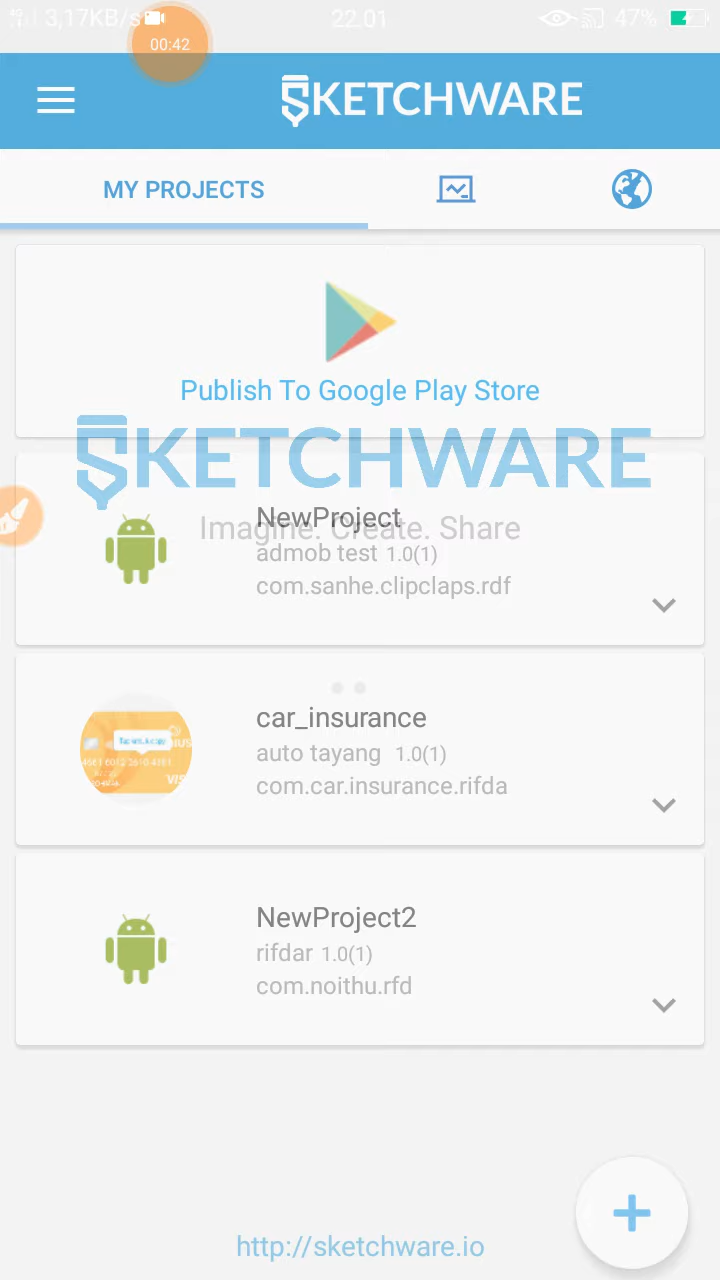 4G 3,17KB/s 22.01 47%
00:42
SKETCHWARE
MY PROJECTS
Publish To Google Play Store
SKETCHWARE
Imagine. Create. Share
NewProject
admob test 1.0(1)
com.sanhe.clipclaps.rdf
car_insurance
auto tayang 1.0(1)
com.car.insurance.rifda
VISA
NewProject2
rifdar 1.0(1)
com.noithu.rfd
http://sketchware.io